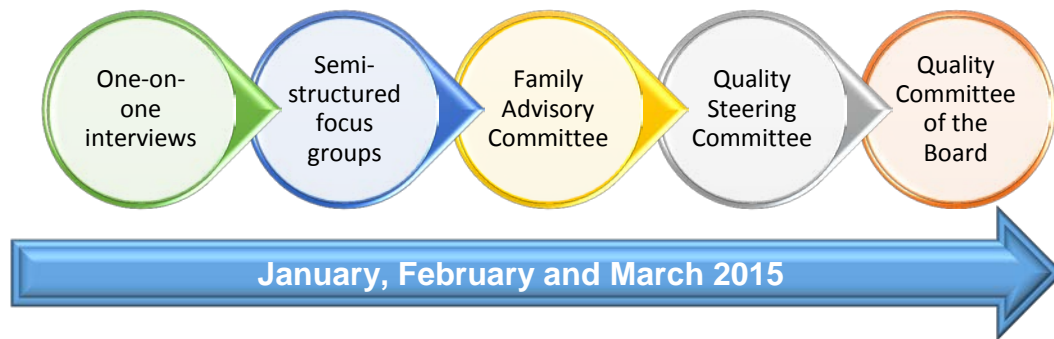 One-on-
one
interviews
Semi-
structured
focus
groups
Family
Advisory
Committee
Quality
Steering
Committee
Quality
Committee
of the
Board
January, February and March 2015